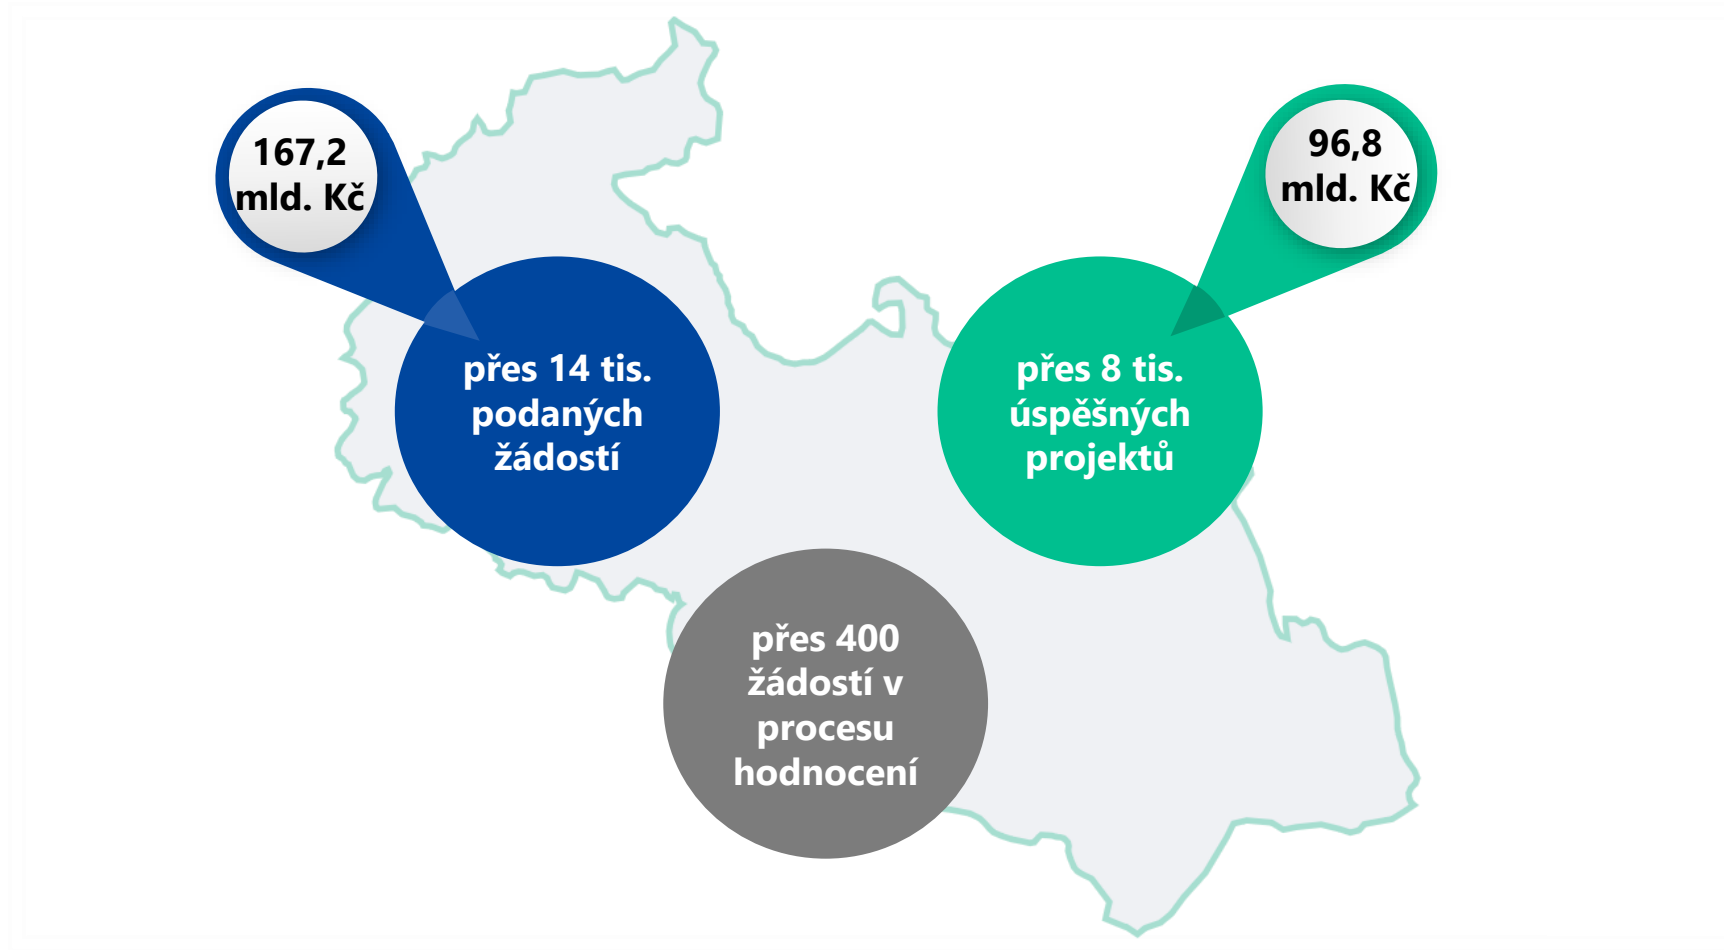 167,2
mld. Kč
přes 14 tis.
podaných
žádostí
96,8
mld. Kč
přes 8 tis.
úspěšných
projektů
přes 400
žádostí v
procesu
hodnocení